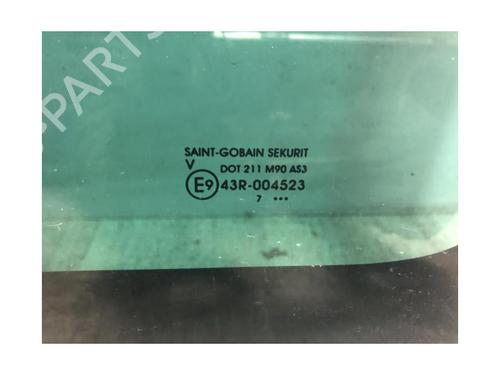 PARTS
SAINT-GOBAIN SEKURIT
V DOT 211 M90 AS3
E9 43R-004523
7 •••